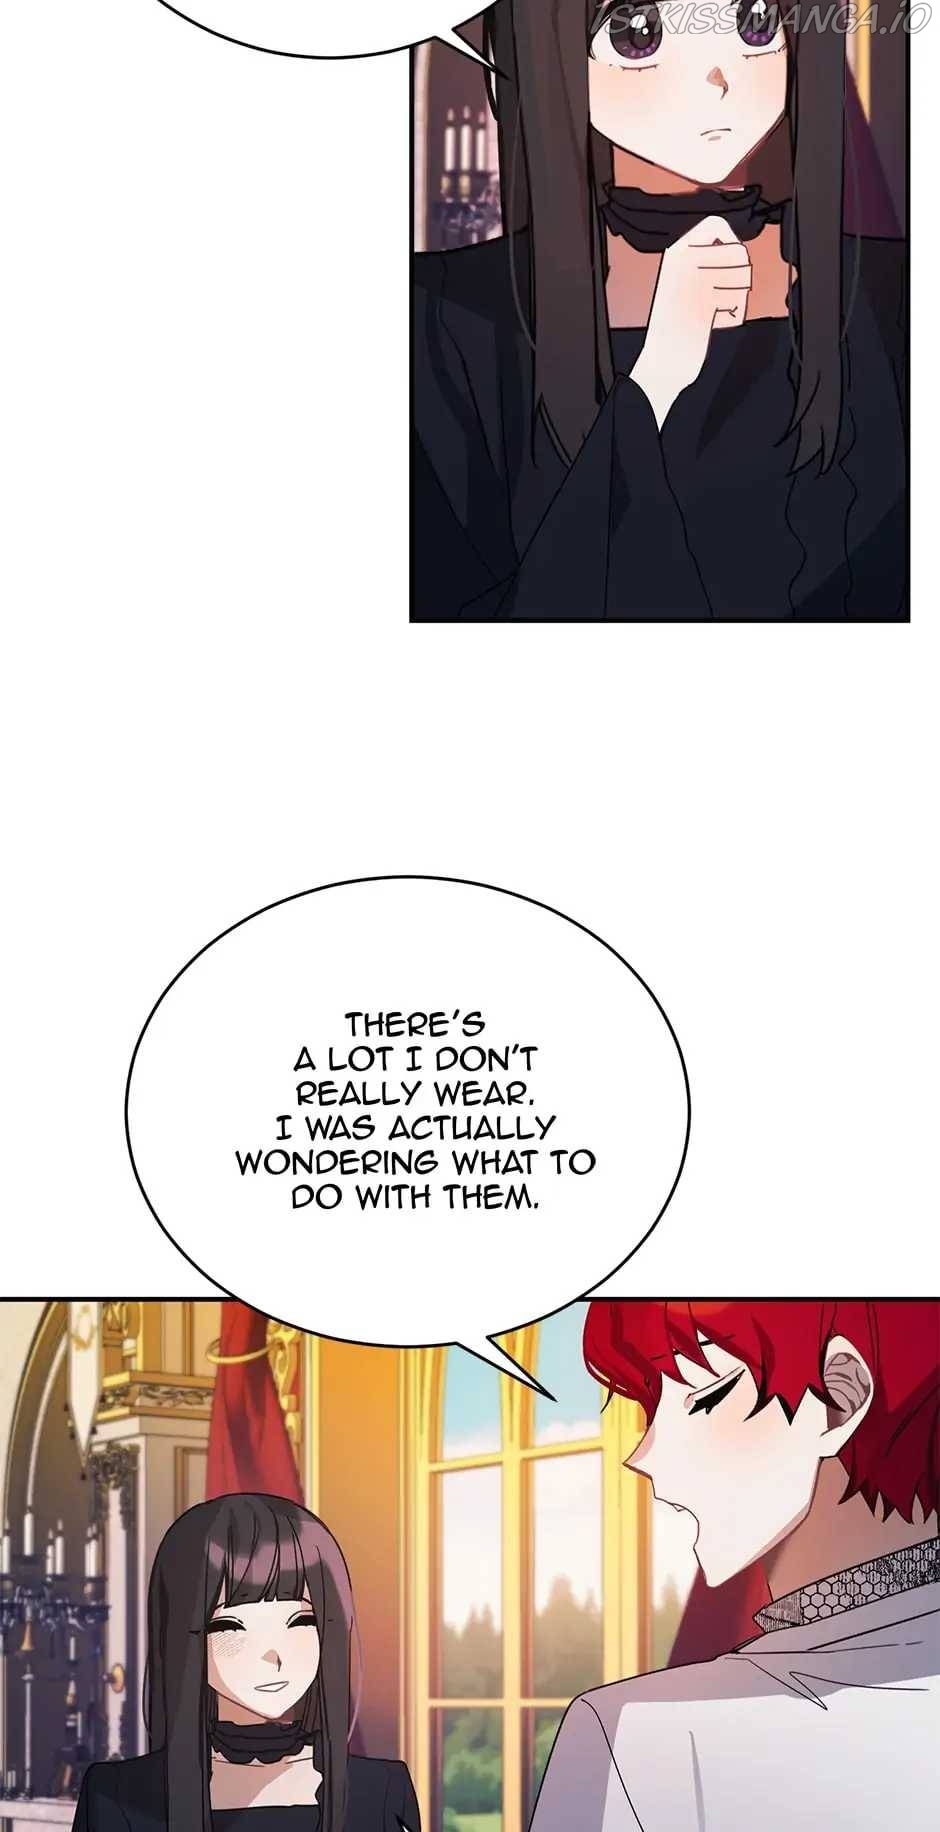 1STKISSMANGA.IO
THERE'S
A LOT I DON'T
REALLY WEAR.
I WAS ACTUALLY
WONDERING WHAT TO
DO WITH THEM.